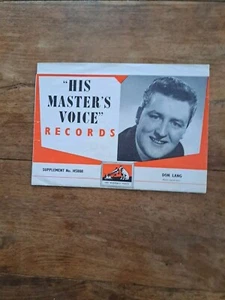 "HIS
MASTER'S
VOICE"
RECORDS
SUPPLEMENT No.
DON LANG